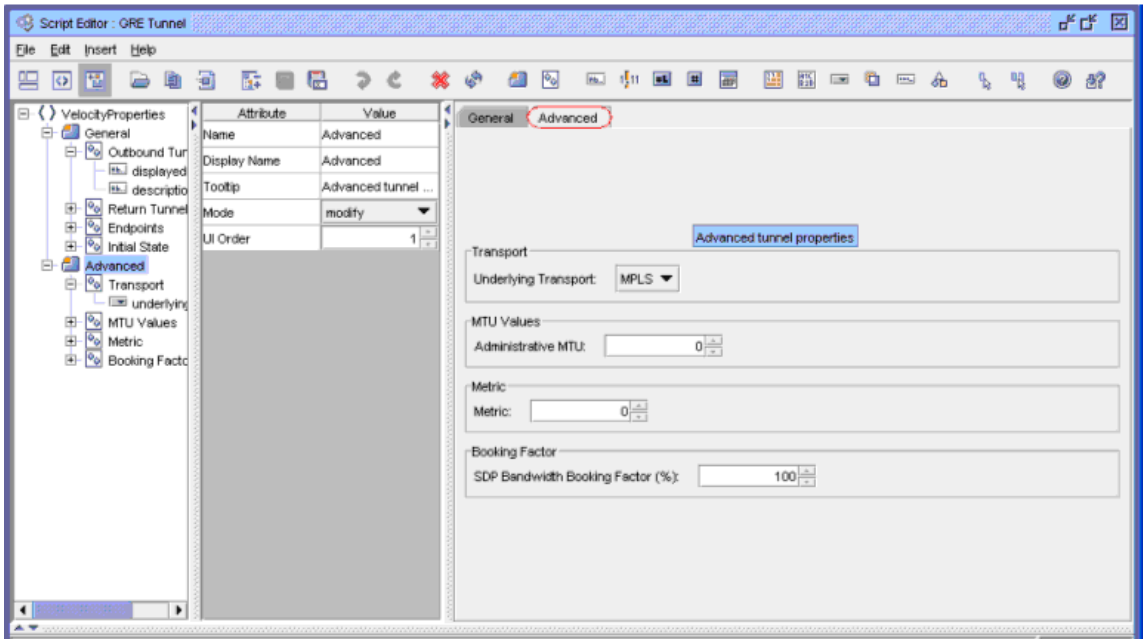 Script Editor : GRE Tunnel
File Edit Insert Help
VelocityProperties
General
Outbound Tun
displayed
descriptio
Return Tunnel
Endpoints
Initial State
Advanced
Transport
underlying
MTU Values
Metric
Booking Facto
Attribute Value
Name Advanced
Display Name Advanced
Tooltip Advanced tunnel ...
Mode modify
UI Order 1
General Advanced
Advanced tunnel properties
Transport
Underlying Transport: MPLS
MTU Values
Administrative MTU: 0
Metric
Metric: 0
Booking Factor
SDP Bandwidth Booking Factor (%): 100